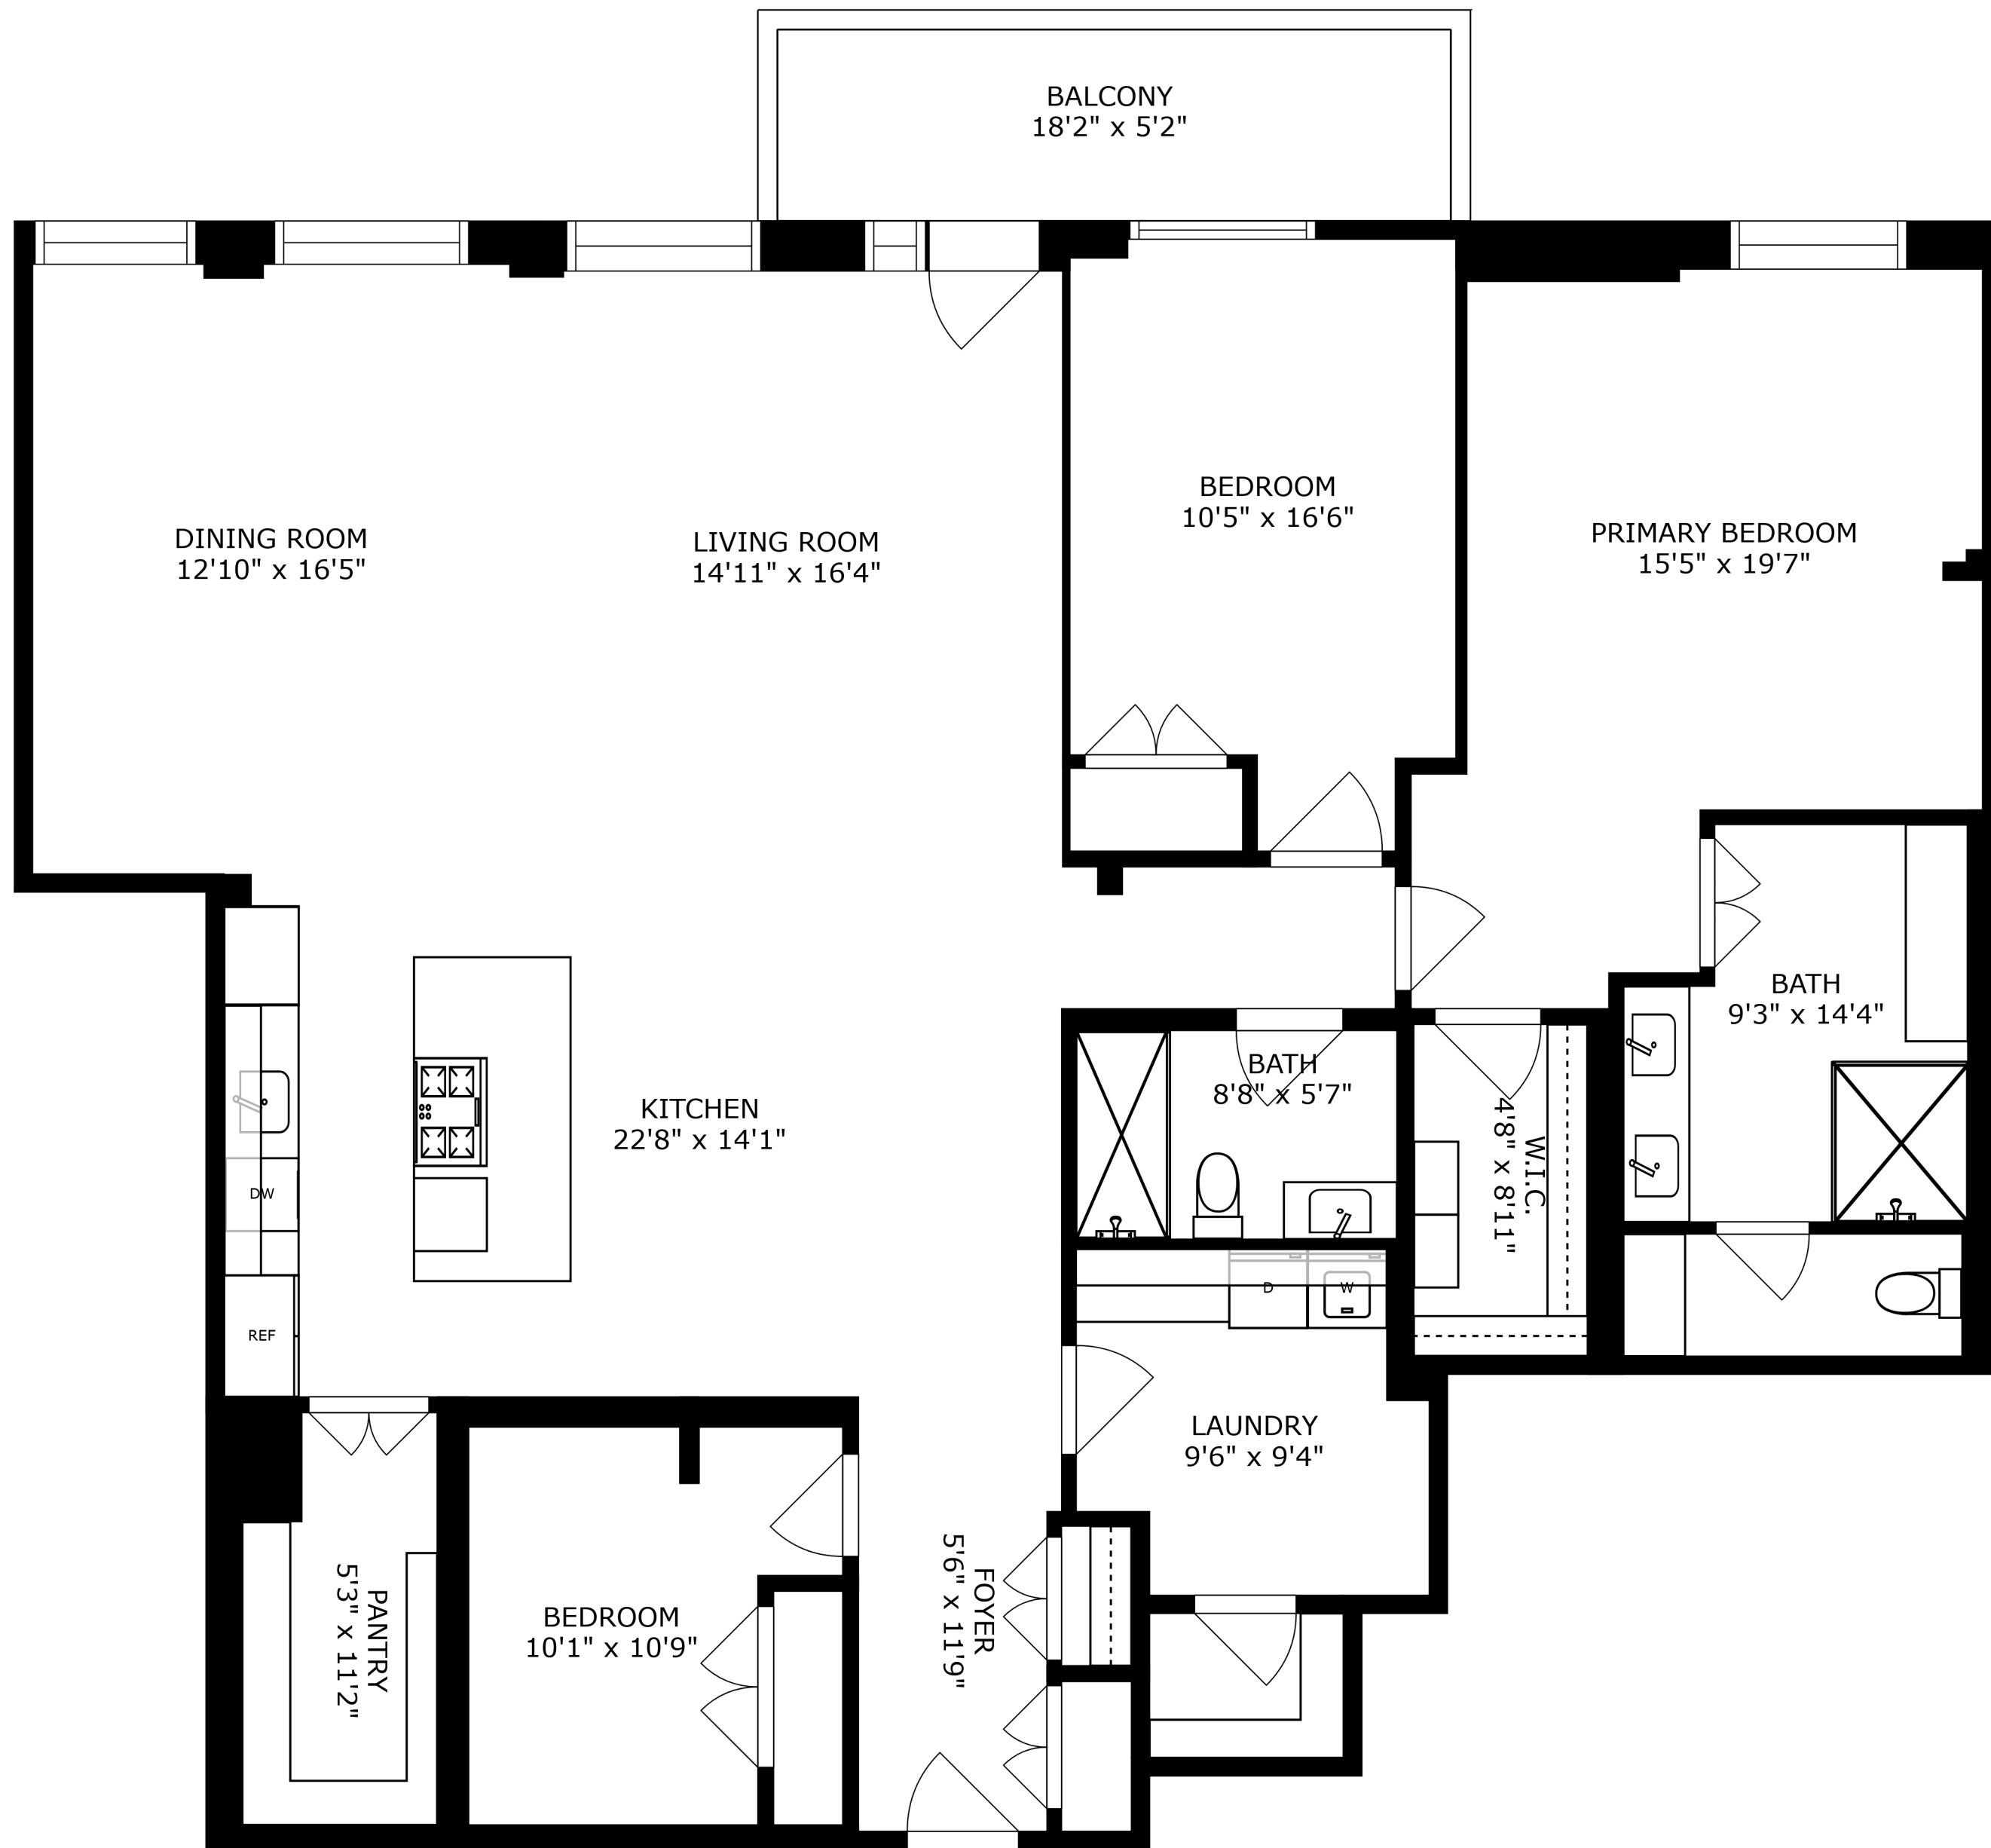 BALCONY
18'2" x 5'2"
DINING ROOM
12'10" x 16'5"
LIVING ROOM
14'11" x 16'4"
BEDROOM
10'5" x 16'6"
PRIMARY BEDROOM
15'5" x 19'7"
BATH
9'3" x 14'4"
BATH
8'8" x 5'7"
KITCHEN
22'8" x 14'1"
W.I.C.
4'8" x 8'11"
DW
D
W
REF
LAUNDRY
9'6" x 9'4"
PANTRY
5'3" x 11'2"
BEDROOM
10'1" x 10'9"
FOYER
5'6" x 11'9"